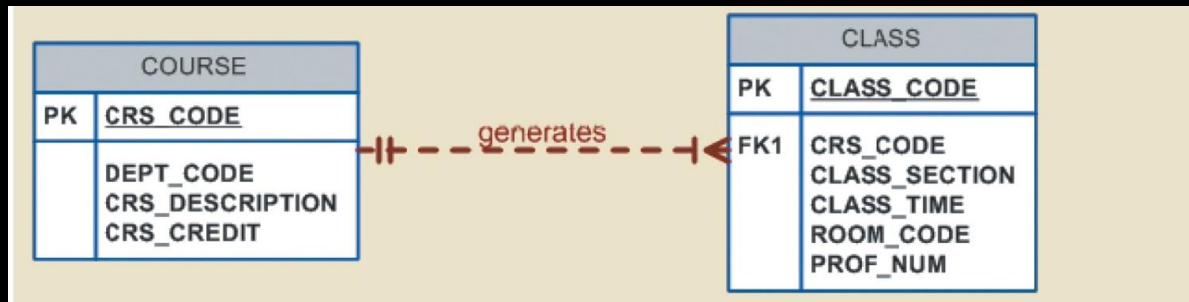 COURSE
PK CRS_CODE
DEPT_CODE
CRS_DESCRIPTION
CRS_CREDIT
generates
CLASS
PK CLASS_CODE
FK1 CRS_CODE
CLASS_SECTION
CLASS_TIME
ROOM_CODE
PROF_NUM